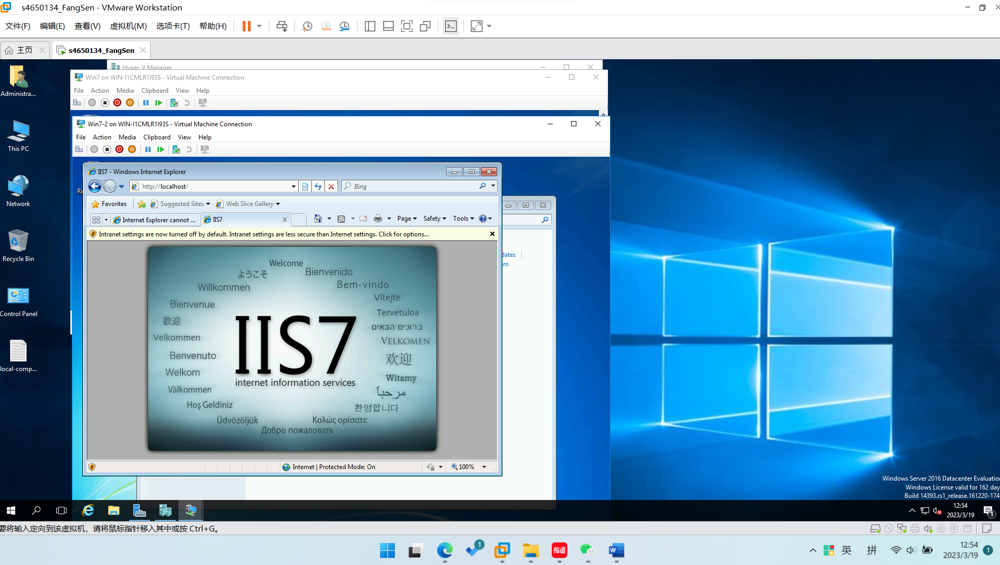 s4650134_FangSen - VMware Workstation
文件(F) 编辑(E) 查看(V) 虚拟机(M) 选项卡(T) 帮助(H)
主页 s4650134_FangSen
Hyper-V Manager
Win7 on WIN-I1CMLR1I93S - Virtual Machine Connection
File Action Media Clipboard View Help
Win7-2 on WIN-I1CMLR1I93S - Virtual Machine Connection
File Action Media Clipboard View Help
IIS7 - Windows Internet Explorer
http://localhost/ Bing
Favorites Suggested Sites Web Slice Gallery
Internet Explorer cannot ... IIS7 Page Safety Tools
Intranet settings are now turned off by default. Intranet settings are less secure than Internet settings. Click for options...
Welcome
ようこそ
Bienvenido
Willkommen
Bem-vindo
Vítejte
Bienvenue
Tervetuloa
歡迎
ברוכים הבאים
Velkommen
VELKOMEN
IIS7
internet information services
Benvenuto
欢迎
Welkom
Witamy
Välkommen
مرحباً
Hoş Geldiniz
환영합니다
Üdvözöljük
Καλώς ορίσατε
Добро пожаловать
Internet | Protected Mode: On 100%
Re
dates
m
Administra...
This PC
Network
Recycle Bin
Control Panel
local-comp...
Windows Server 2016 Datacenter Evaluation
Windows License valid for 162 day
Build 14393.rs1_release.161220-174
12:54
2023/3/19
1
要将输入定向到该虚拟机，请将鼠标指针移入其中或按 Ctrl+G。
1
有道
英 拼
12:54
2023/3/19
1